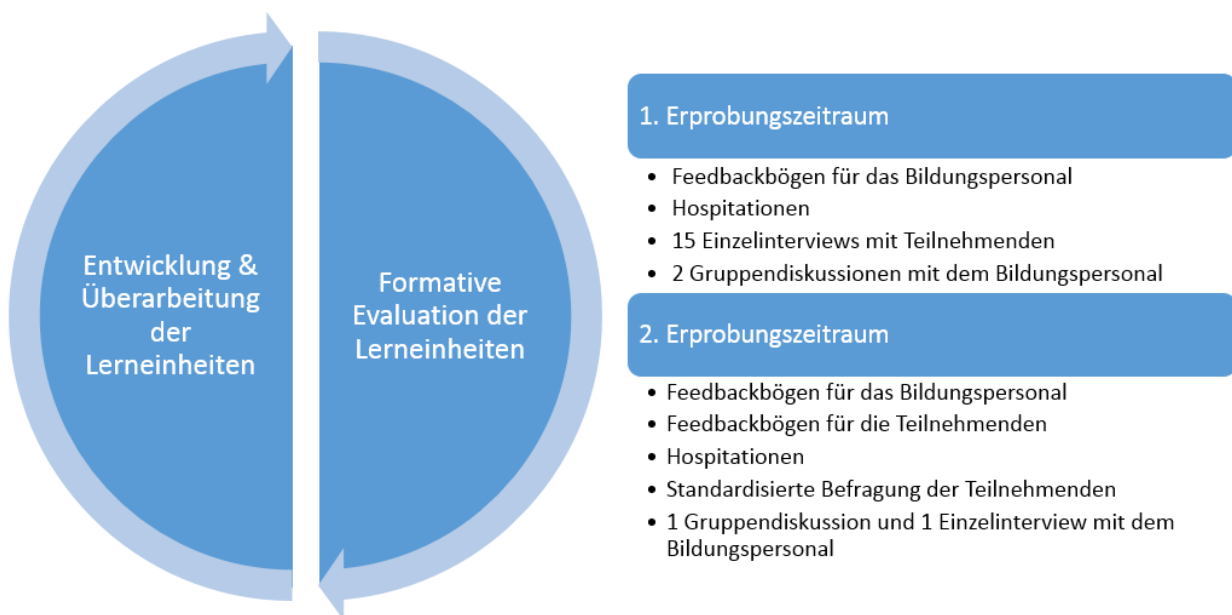 Entwicklung &
Überarbeitung
der
Lerneinheiten
Formative
Evaluation der
Lerneinheiten
1. Erprobungszeitraum
• Feedbackbögen für das Bildungspersonal
• Hospitationen
• 15 Einzelinterviews mit Teilnehmenden
• 2 Gruppendiskussionen mit dem Bildungspersonal
2. Erprobungszeitraum
• Feedbackbögen für das Bildungspersonal
• Feedbackbögen für die Teilnehmenden
• Hospitationen
• Standardisierte Befragung der Teilnehmenden
• 1 Gruppendiskussion und 1 Einzelinterview mit dem
Bildungspersonal